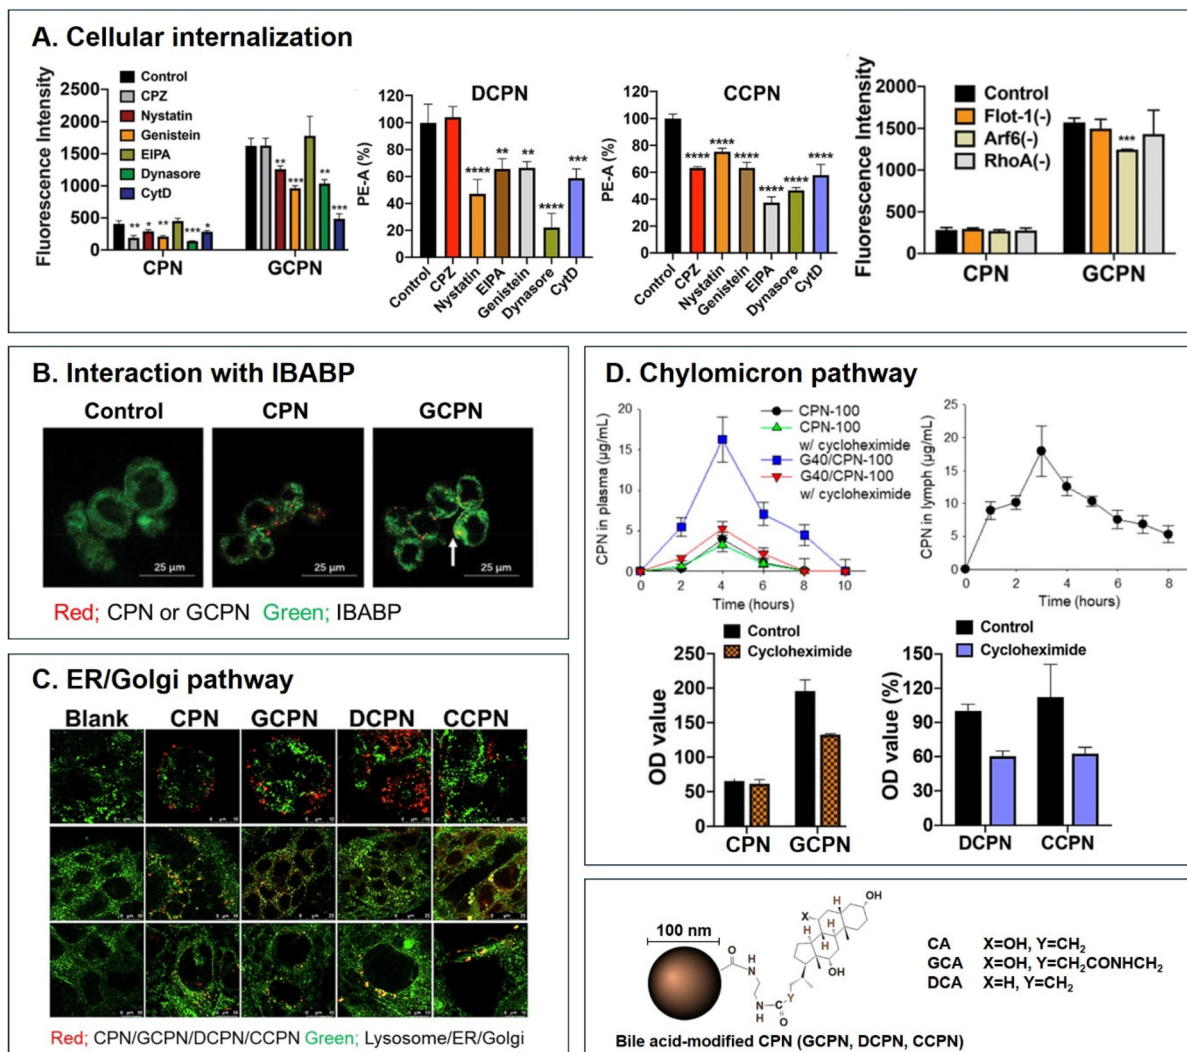 A. Cellular internalization
Fluorescence Intensity
2500
2000
1500
1000
500
0
Control
CPZ
Nystatin
Genistein
EIPA
Dynasore
CytD
** * ** *** *
** *** ** ***
CPN GCPN
DCPN
PE-A (%)
120
100
80
60
40
20
0
**** ** ** **** ***
Control CPZ Nystatin EIPA Genistein Dynasore CytD
CCPN
PE-A (%)
120
100
80
60
40
20
0
**** **** **** **** **** ****
Control CPZ Nystatin Genistein EIPA Dynasore CytD
Fluorescence Intensity
2000
1500
1000
500
0
Control
Flot-1(-)
Arf6(-)
RhoA(-)
***
CPN GCPN
B. Interaction with IBABP
Control CPN GCPN
25 µm 25 µm 25 µm
Red; CPN or GCPN Green; IBABP
C. ER/Golgi pathway
Blank CPN GCPN DCPN CCPN
Red; CPN/GCPN/DCPN/CCPN Green; Lysosome/ER/Golgi
D. Chylomicron pathway
CPN in plasma (µg/mL)
20
15
10
5
0
CPN-100
CPN-100
w/ cycloheximide
G40/CPN-100
G40/CPN-100
w/ cycloheximide
0 2 4 6 8 10
Time (hours)
CPN in lymph (µg/mL)
20
15
10
5
0
0 2 4 6 8
Time (hours)
Control
Cycloheximide
OD value
250
200
150
100
50
0
CPN GCPN
Control
Cycloheximide
OD value (%)
150
120
90
60
30
0
DCPN CCPN
100 nm
O
H
N
N
H
C
O
Y
X
H
H
H
H
OH
OH
CA X=OH, Y=CH₂
GCA X=OH, Y=CH₂CONHCH₂
DCA X=H, Y=CH₂
Bile acid-modified CPN (GCPN, DCPN, CCPN)